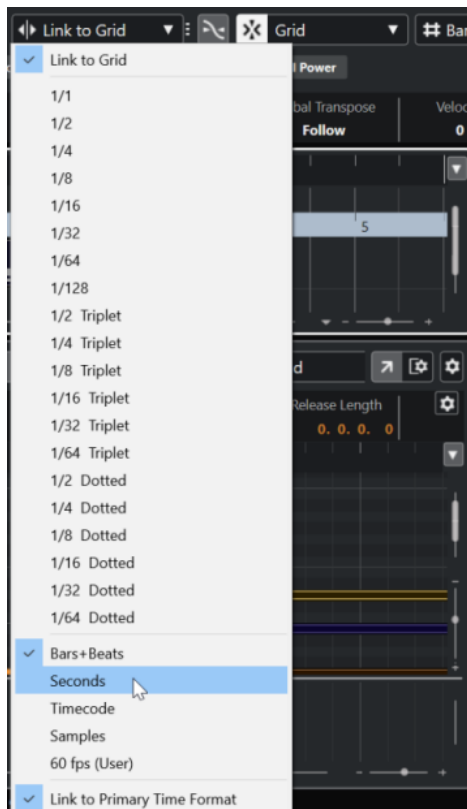 Link to Grid
Grid
Bar
Link to Grid
Power
1/1
bal Transpose
Veloc
1/2
Follow
0
1/4
1/8
1/16
1/32
5
1/64
1/128
1/2 Triplet
1/4 Triplet
1/8 Triplet
d
1/16 Triplet
Release Length
1/32 Triplet
0. 0. 0. 0
1/64 Triplet
1/2 Dotted
1/4 Dotted
1/8 Dotted
1/16 Dotted
1/32 Dotted
1/64 Dotted
Bars+Beats
Seconds
Timecode
Samples
60 fps (User)
Link to Primary Time Format